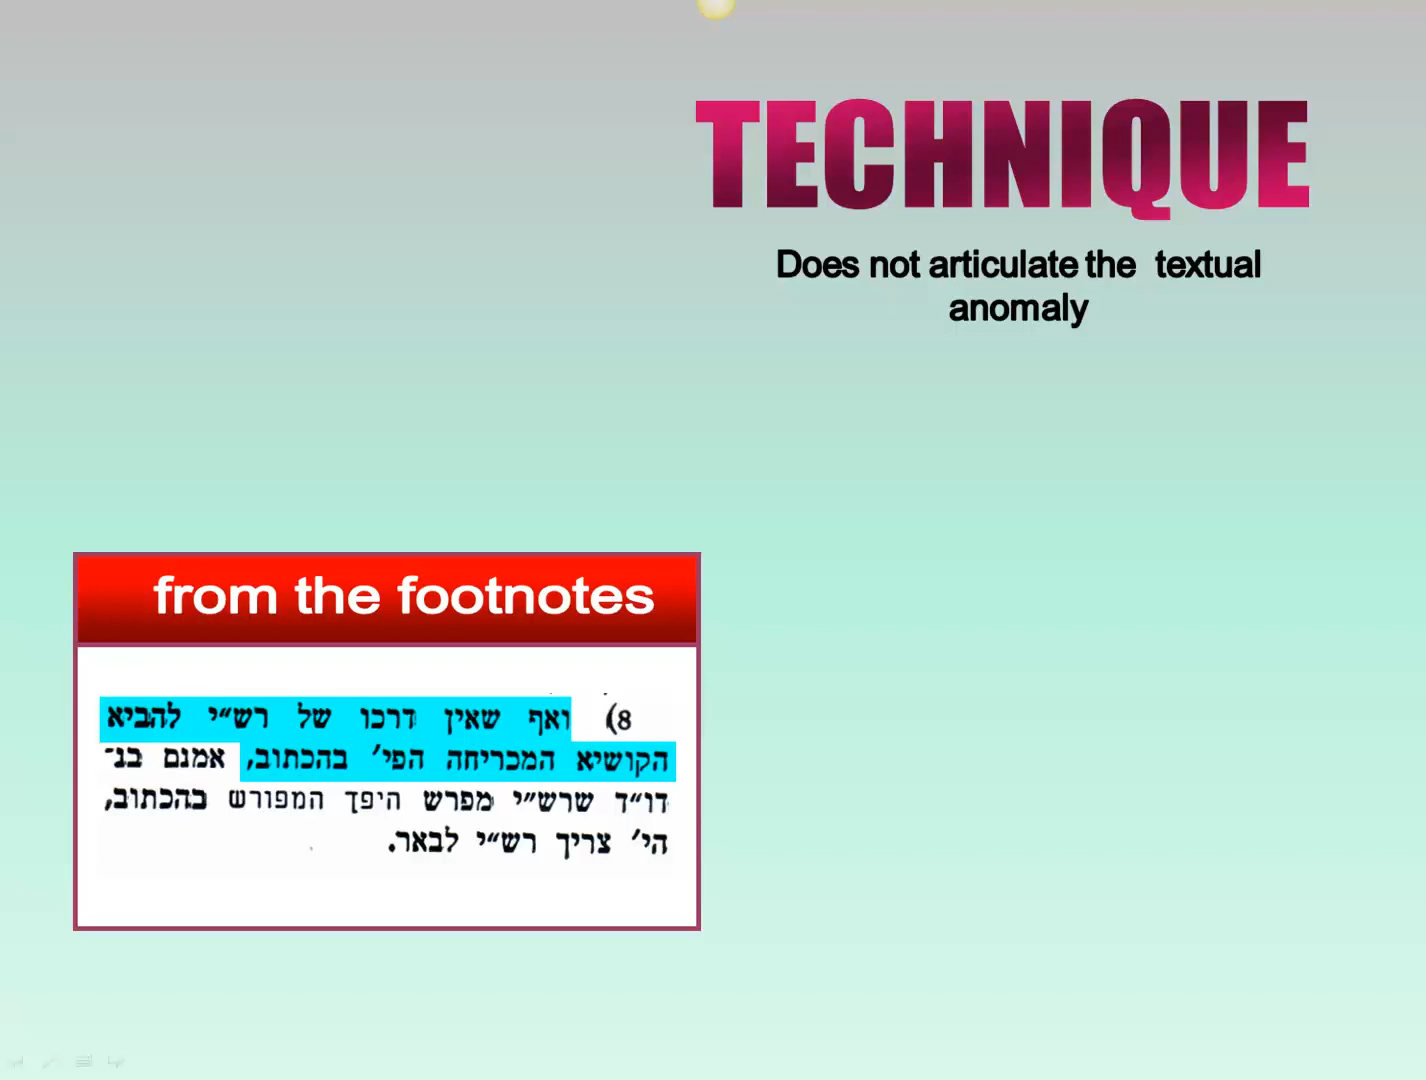 TECHNIQUE
Does not articulate the textual
anomaly
from the footnotes
8) ואף שאין דרכו של רש״י להביא
הקושיא המכריחה הפי׳ בהכתוב, אמנם בנ־
דו״ד שרש״י מפרש היפך המפורש בהכתוב,
הי׳ צריך רש״י לבאר.